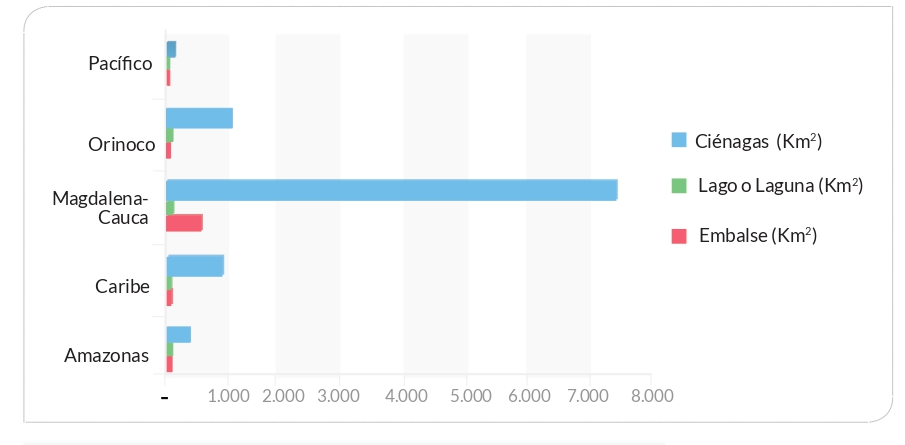 Pacífico
Orinoco
Magdalena-
Cauca
Caribe
Amazonas
- 1.000 2.000 3.000 4.000 5.000 6.000 7.000 8.000
Ciénagas (Km²)
Lago o Laguna (Km²)
Embalse (Km²)